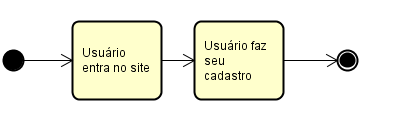 Usuário
entra no site
Usuário faz
seu
cadastro